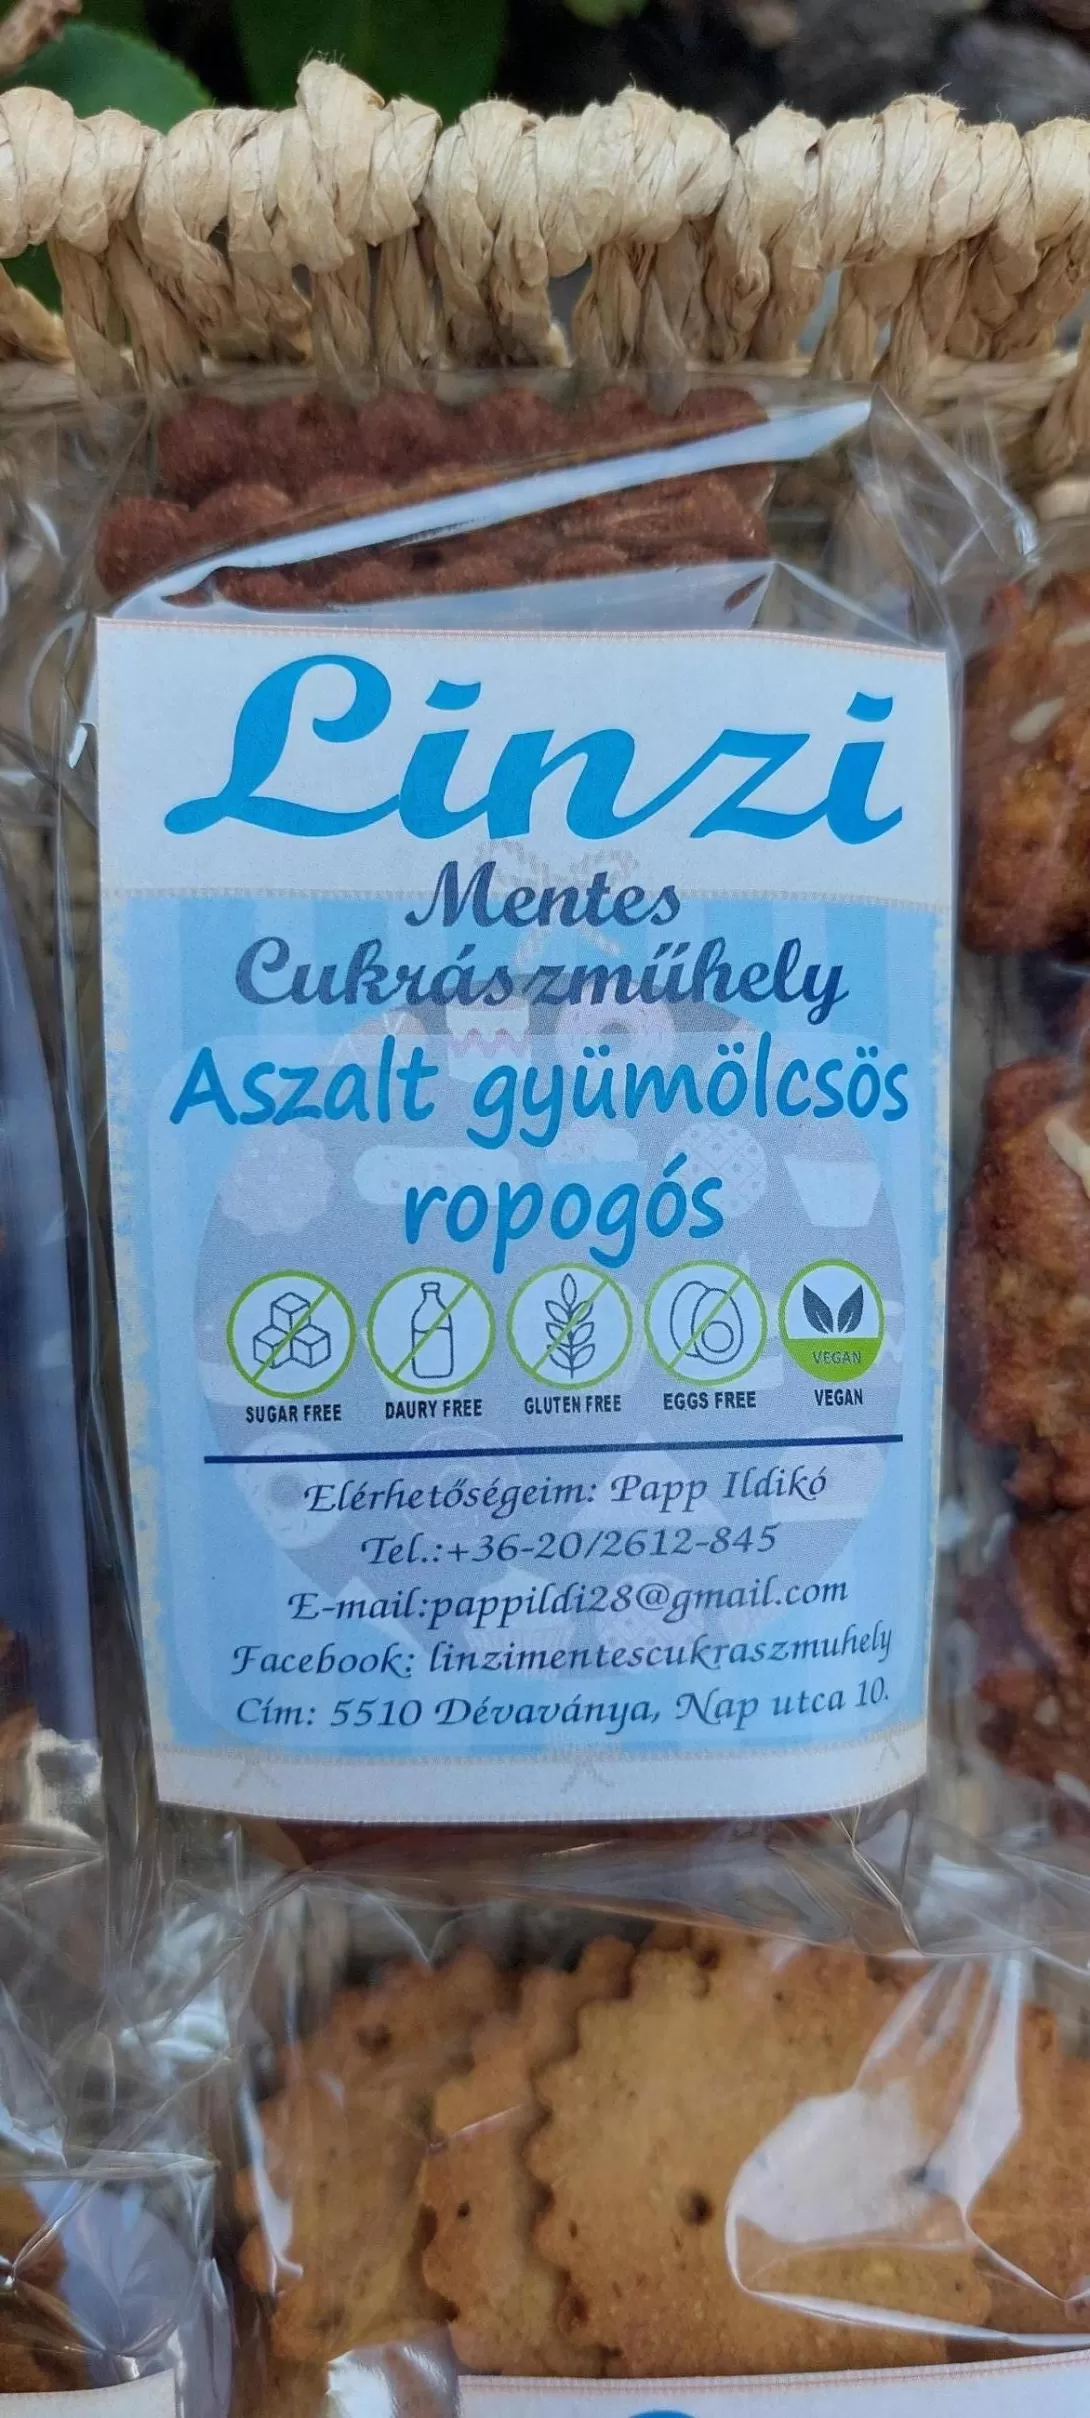 Linzi
Mentes
Cukrászműhely
Aszalt gyümölcsös
ropogós
VEGAN
SUGAR FREE DAURY FREE GLUTEN FREE EGGS FREE VEGAN
Elérhetőségeim: Papp Ildikó
Tel.:+36-20/2612-845
E-mail:pappildi28@gmail.com
Facebook: linzimentescukraszmuhely
Cím: 5510 Dévaványa, Nap utca 10.